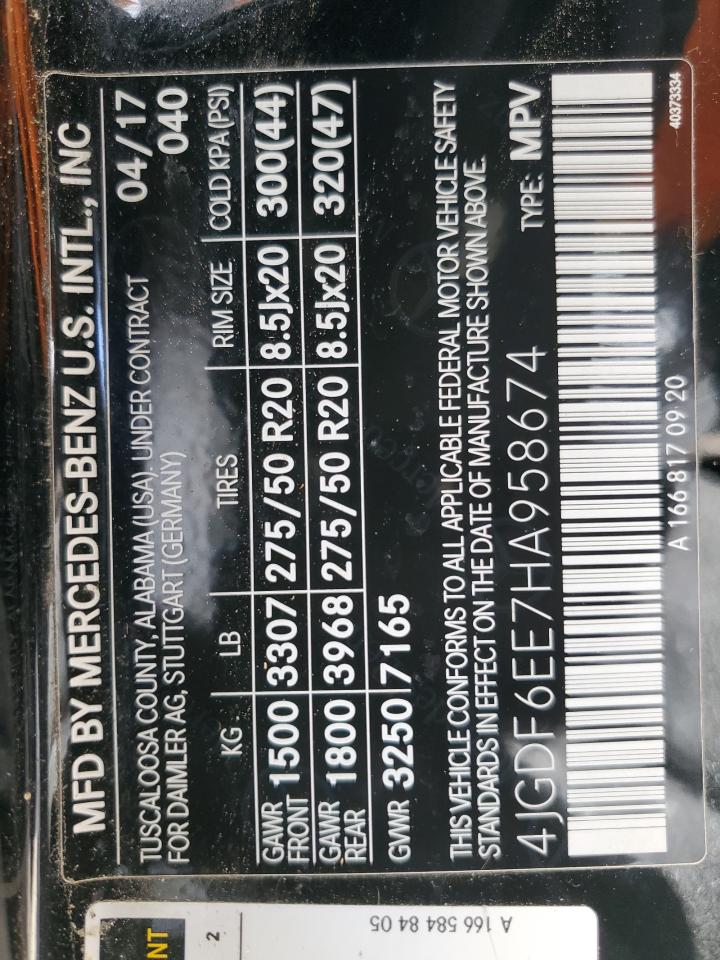 MFD BY MERCEDES-BENZ U.S. INTL., INC
TUSCALOOSA COUNTY, ALABAMA (USA). UNDER CONTRACT 04/17
FOR DAIMLER AG, STUTTGART (GERMANY) 040
KG LB TIRES RIM SIZE COLD KPA(PSI)
GAWR FRONT 1500 3307 275/50 R20 8.5Jx20 300(44)
GAWR REAR 1800 3968 275/50 R20 8.5Jx20 320(47)
GVWR 3250 7165
THIS VEHICLE CONFORMS TO ALL APPLICABLE FEDERAL MOTOR VEHICLE SAFETY
STANDARDS IN EFFECT ON THE DATE OF MANUFACTURE SHOWN ABOVE.
4JGDF6EE7HA958674 TYPE: MPV
A 166 817 09 20
40373334
NT
2
A 166 584 84 05